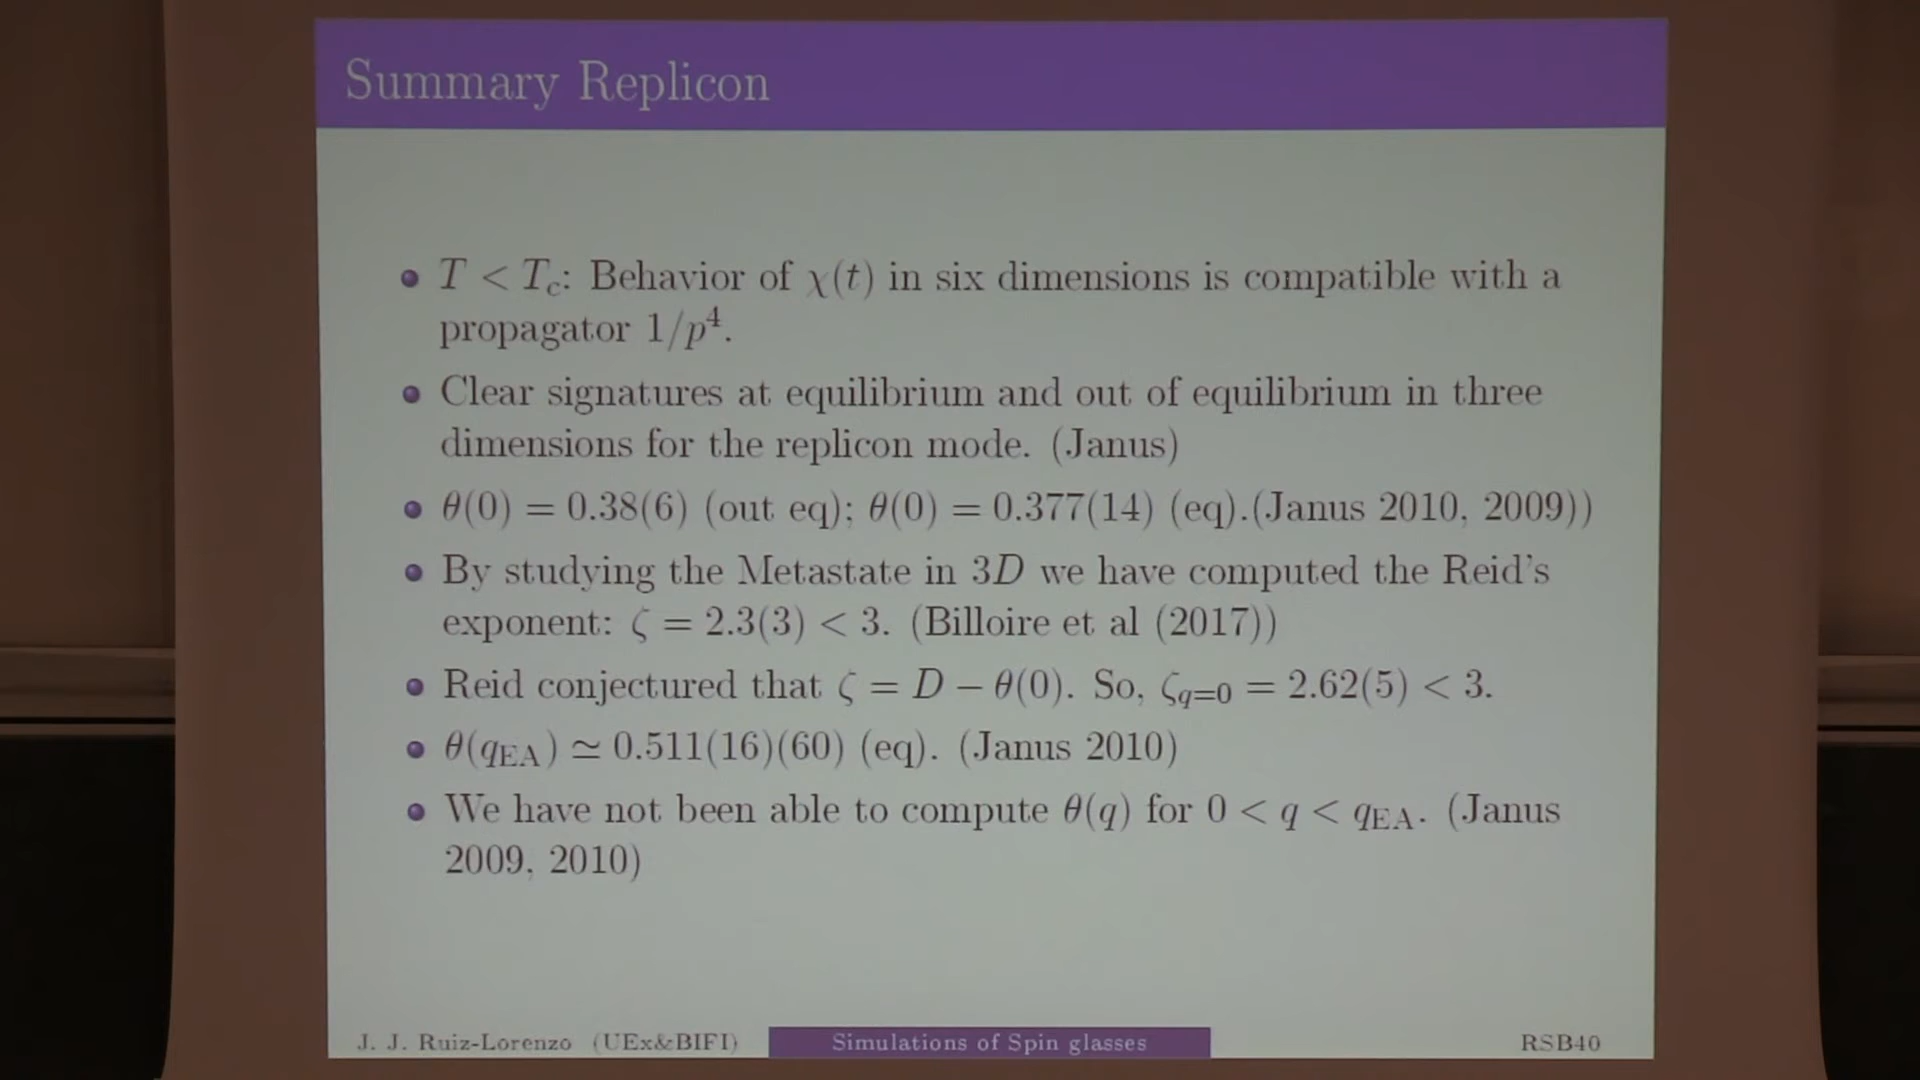 Summary Replicon
T < T_c: Behavior of χ(t) in six dimensions is compatible with a
propagator 1/p⁴.
Clear signatures at equilibrium and out of equilibrium in three
dimensions for the replicon mode. (Janus)
θ(0) = 0.38(6) (out eq); θ(0) = 0.377(14) (eq).(Janus 2010, 2009))
By studying the Metastate in 3D we have computed the Reid's
exponent: ζ = 2.3(3) < 3. (Billoire et al (2017))
Reid conjectured that ζ = D − θ(0). So, ζ_{q=0} = 2.62(5) < 3.
θ(q_EA) ≃ 0.511(16)(60) (eq). (Janus 2010)
We have not been able to compute θ(q) for 0 < q < q_EA. (Janus
2009, 2010)
J. J. Ruiz-Lorenzo (UEx&BIFI) Simulations of Spin glasses RSB40